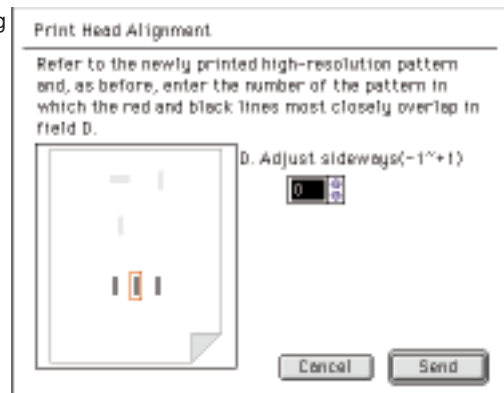 g
Print Head Alignment
Refer to the newly printed high-resolution pattern
and, as before, enter the number of the pattern in
which the red and black lines most closely overlap in
field D.
D. Adjust sideways(-1~+1)
0
Cancel
Send